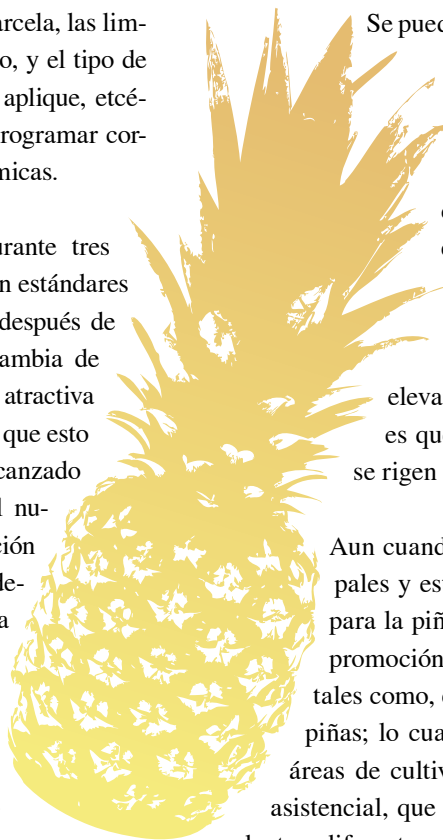 arcela, las lim-
o, y el tipo de
aplique, etcé-
rogramar cor-
micas.
urante tres
n estándares
después de
ambia de
atractiva
que esto
canzado
l nu-
ción
de-
a
Se pued
eleva
es que
se rigen
Aun cuand
pales y es
para la piñ
promoción
tales como,
piñas; lo cua
áreas de cultiv
asistencial, que